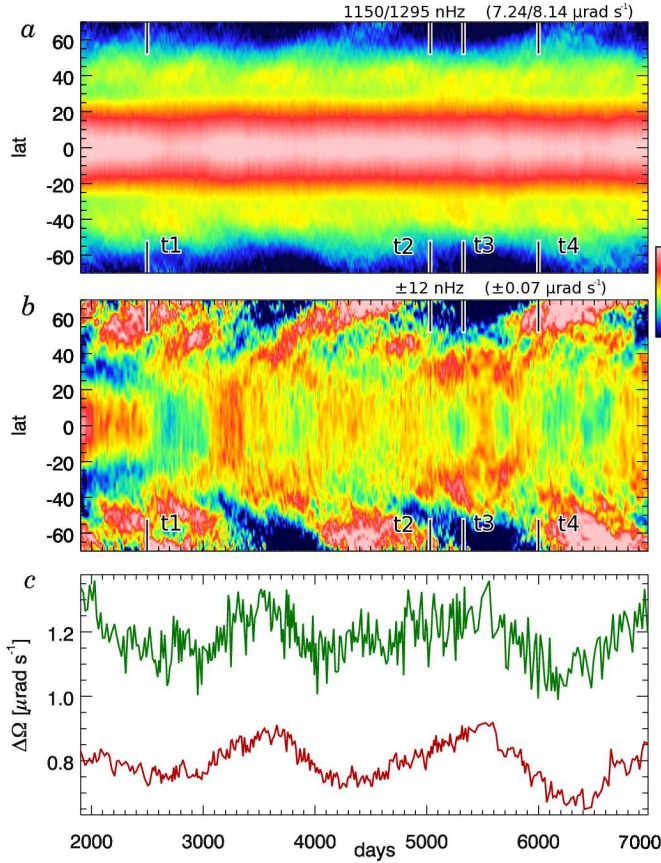 1150/1295 nHz (7.24/8.14 μrad s⁻¹)
a
60
40
20
0
-20
-40
-60
lat
t1 t2 t3 t4
±12 nHz (±0.07 μrad s⁻¹)
b
60
40
20
0
-20
-40
-60
lat
t1 t2 t3 t4
c
1.2
1.0
0.8
ΔΩ [μrad s⁻¹]
2000 3000 4000 5000 6000 7000
days